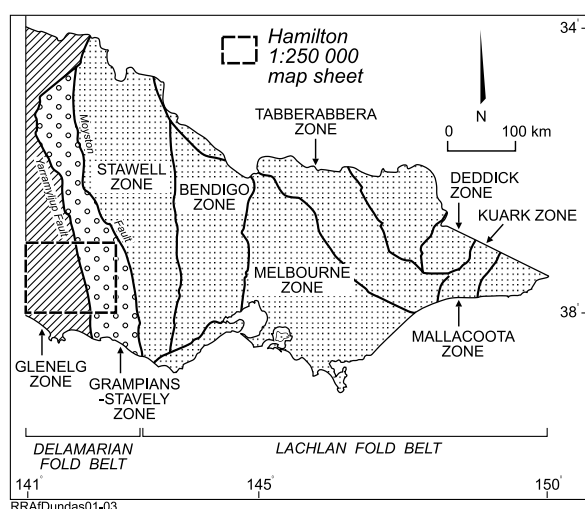 34°
Hamilton
1:250 000
map sheet
N
0 100 km
TABBERABBERA
ZONE
DEDDICK
ZONE
KUARK ZONE
Moyston
Fault
Yarramyljup Fault
STAWELL
ZONE
BENDIGO
ZONE
MELBOURNE
ZONE
38°
MALLACOOTA
ZONE
GLENELG
ZONE
GRAMPIANS
-STAVELY
ZONE
DELAMARIAN
FOLD BELT
LACHLAN FOLD BELT
141°
145°
150°
RRAfDundas01-03